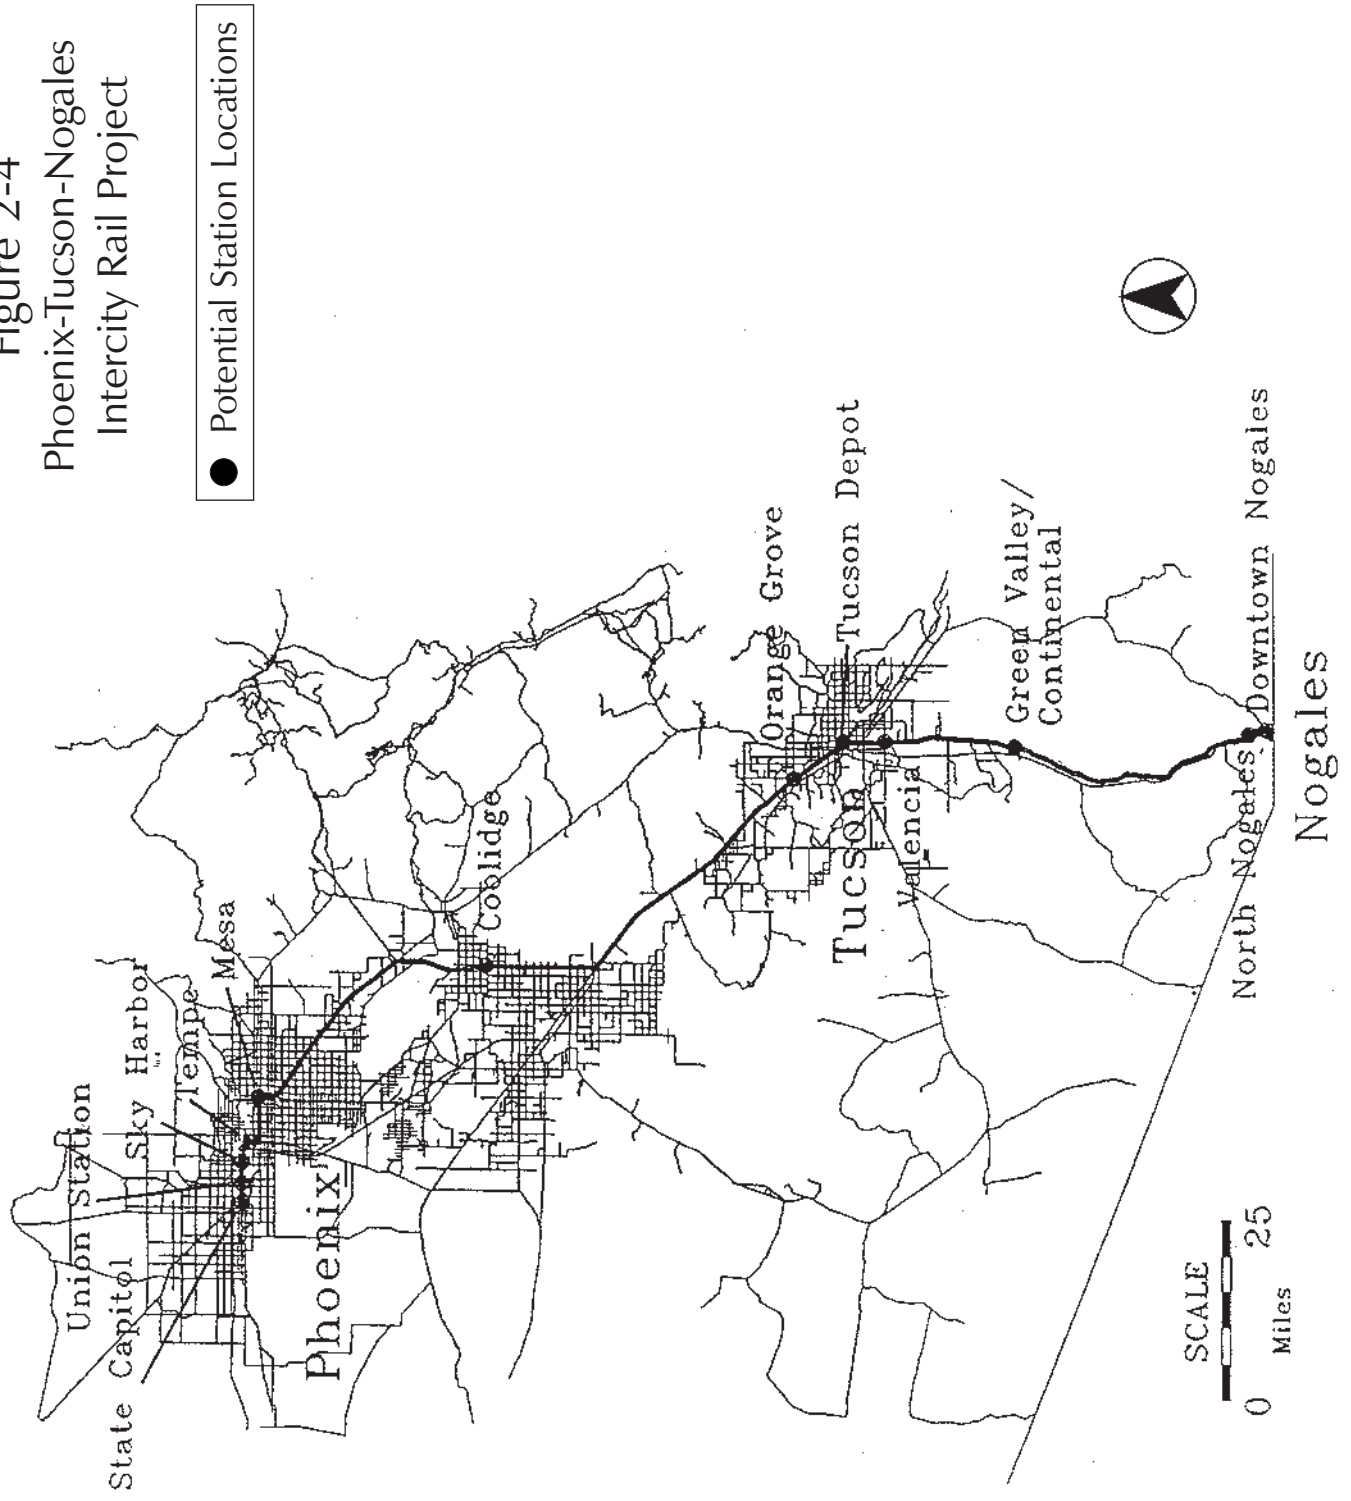 Figure 2-4
Phoenix-Tucson-Nogales
Intercity Rail Project
Potential Station Locations
Union Station
State Capitol
Sky Harbor
Tempe
Mesa
Phoenix
Coolidge
Orange Grove
Tucson Depot
Tucson
Valencia
Green Valley/
Continental
North Nogales
Downtown Nogales
Nogales
SCALE
0 25
Miles